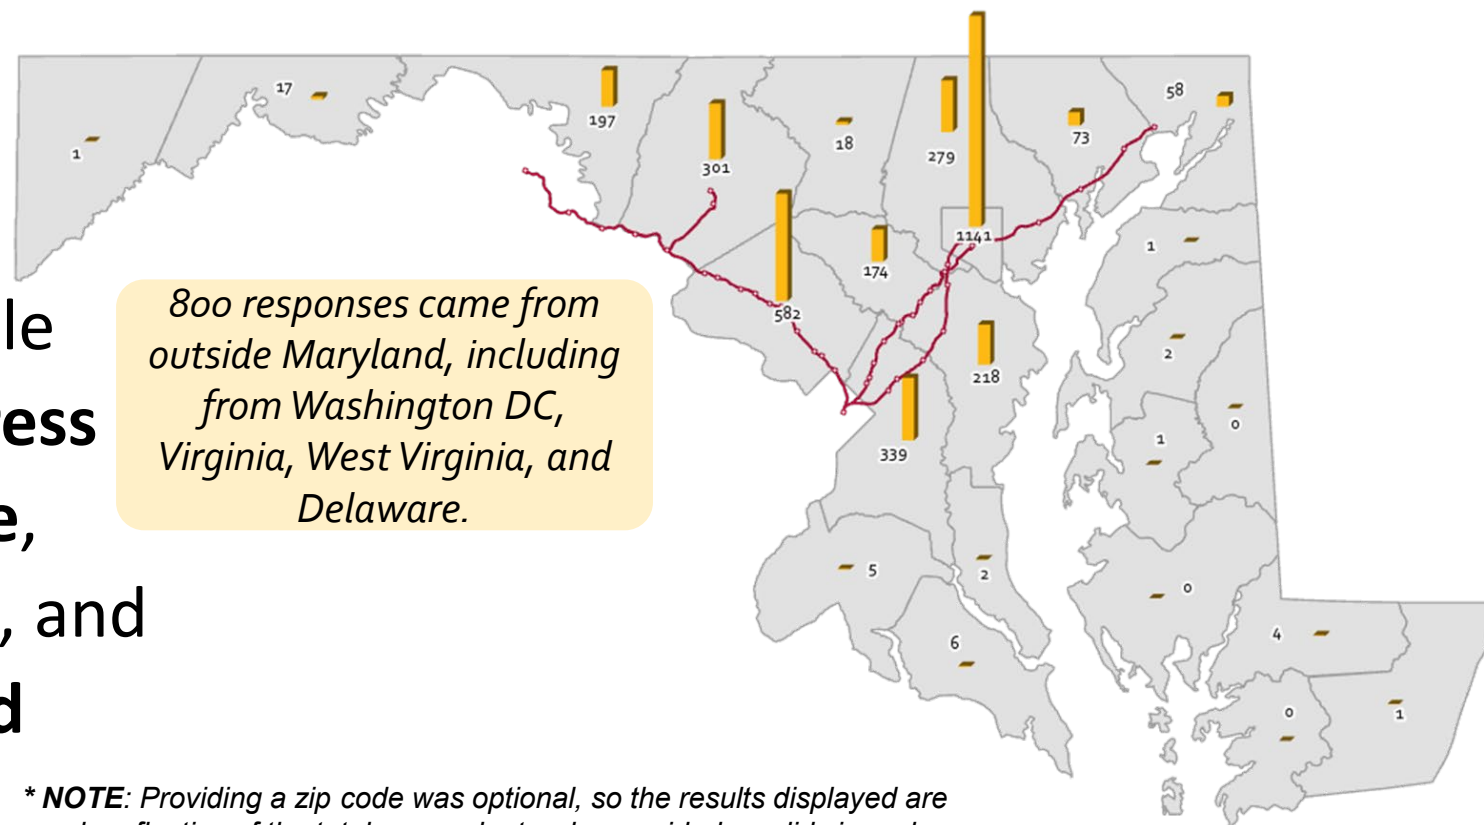 1
17
197
301
18
279
1141
73
58
582
174
218
339
1
2
1
0
5
2
6
0
4
0
1
le
ess
e,
, and
d
800 responses came from
outside Maryland, including
from Washington DC,
Virginia, West Virginia, and
Delaware.
* NOTE: Providing a zip code was optional, so the results displayed are